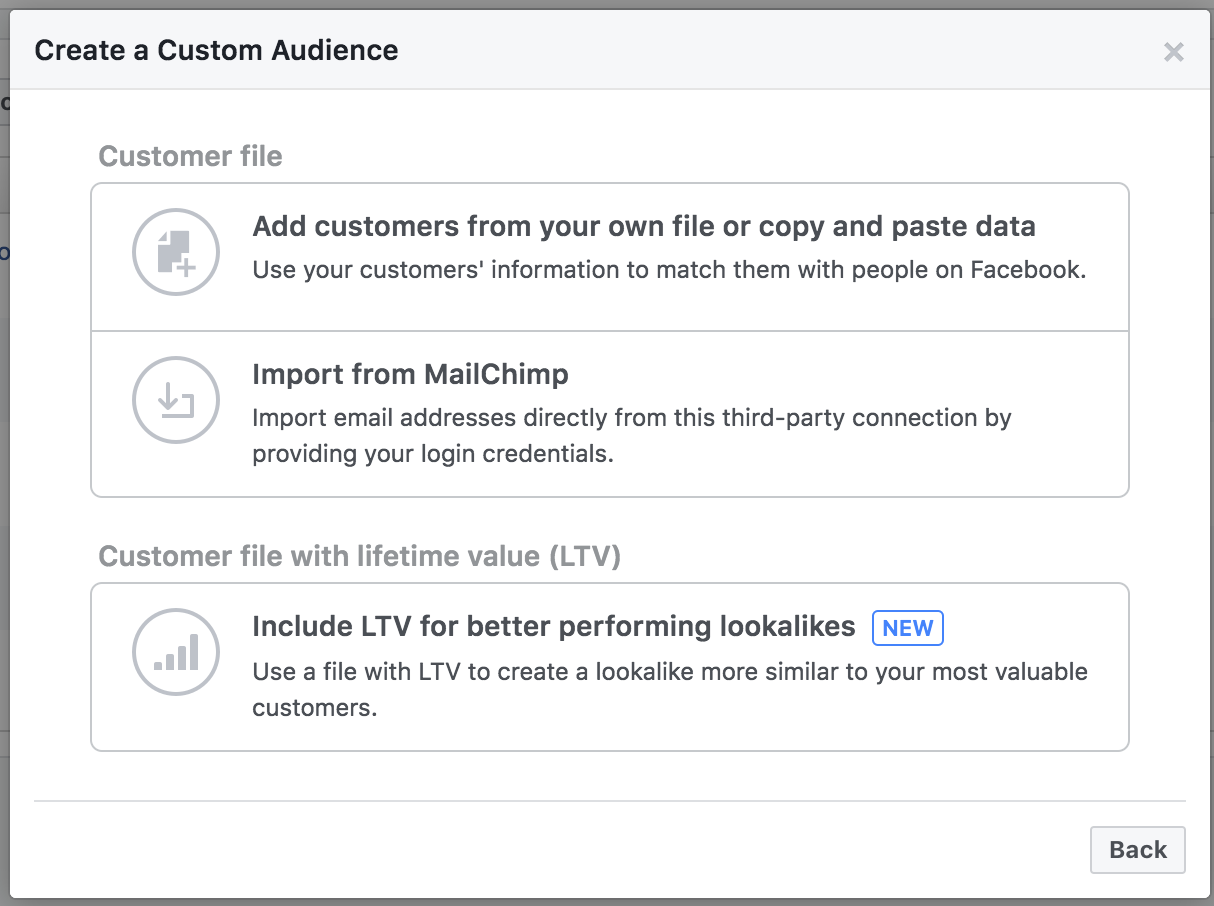 Create a Custom Audience
×
Customer file
Add customers from your own file or copy and paste data
Use your customers' information to match them with people on Facebook.
Import from MailChimp
Import email addresses directly from this third-party connection by
providing your login credentials.
Customer file with lifetime value (LTV)
Include LTV for better performing lookalikes NEW
Use a file with LTV to create a lookalike more similar to your most valuable
customers.
Back